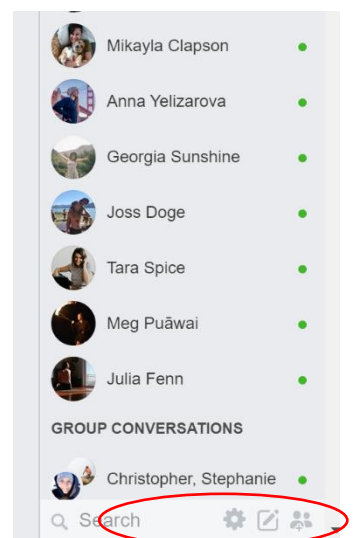 Mikayla Clapson
Anna Yelizarova
Georgia Sunshine
Joss Doge
Tara Spice
Meg Puāwai
Julia Fenn
GROUP CONVERSATIONS
Christopher, Stephanie
Search